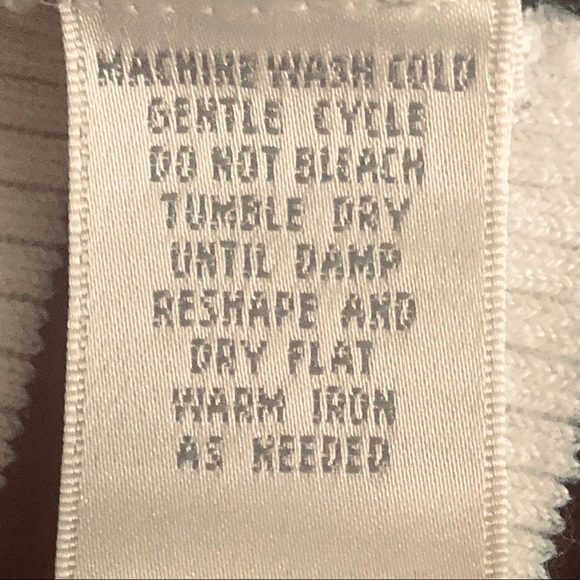 MACHINE WASH COLD
GENTLE CYCLE
DO NOT BLEACH
TUMBLE DRY
UNTIL DAMP
RESHAPE AND
DRY FLAT
WARM IRON
AS NEEDED